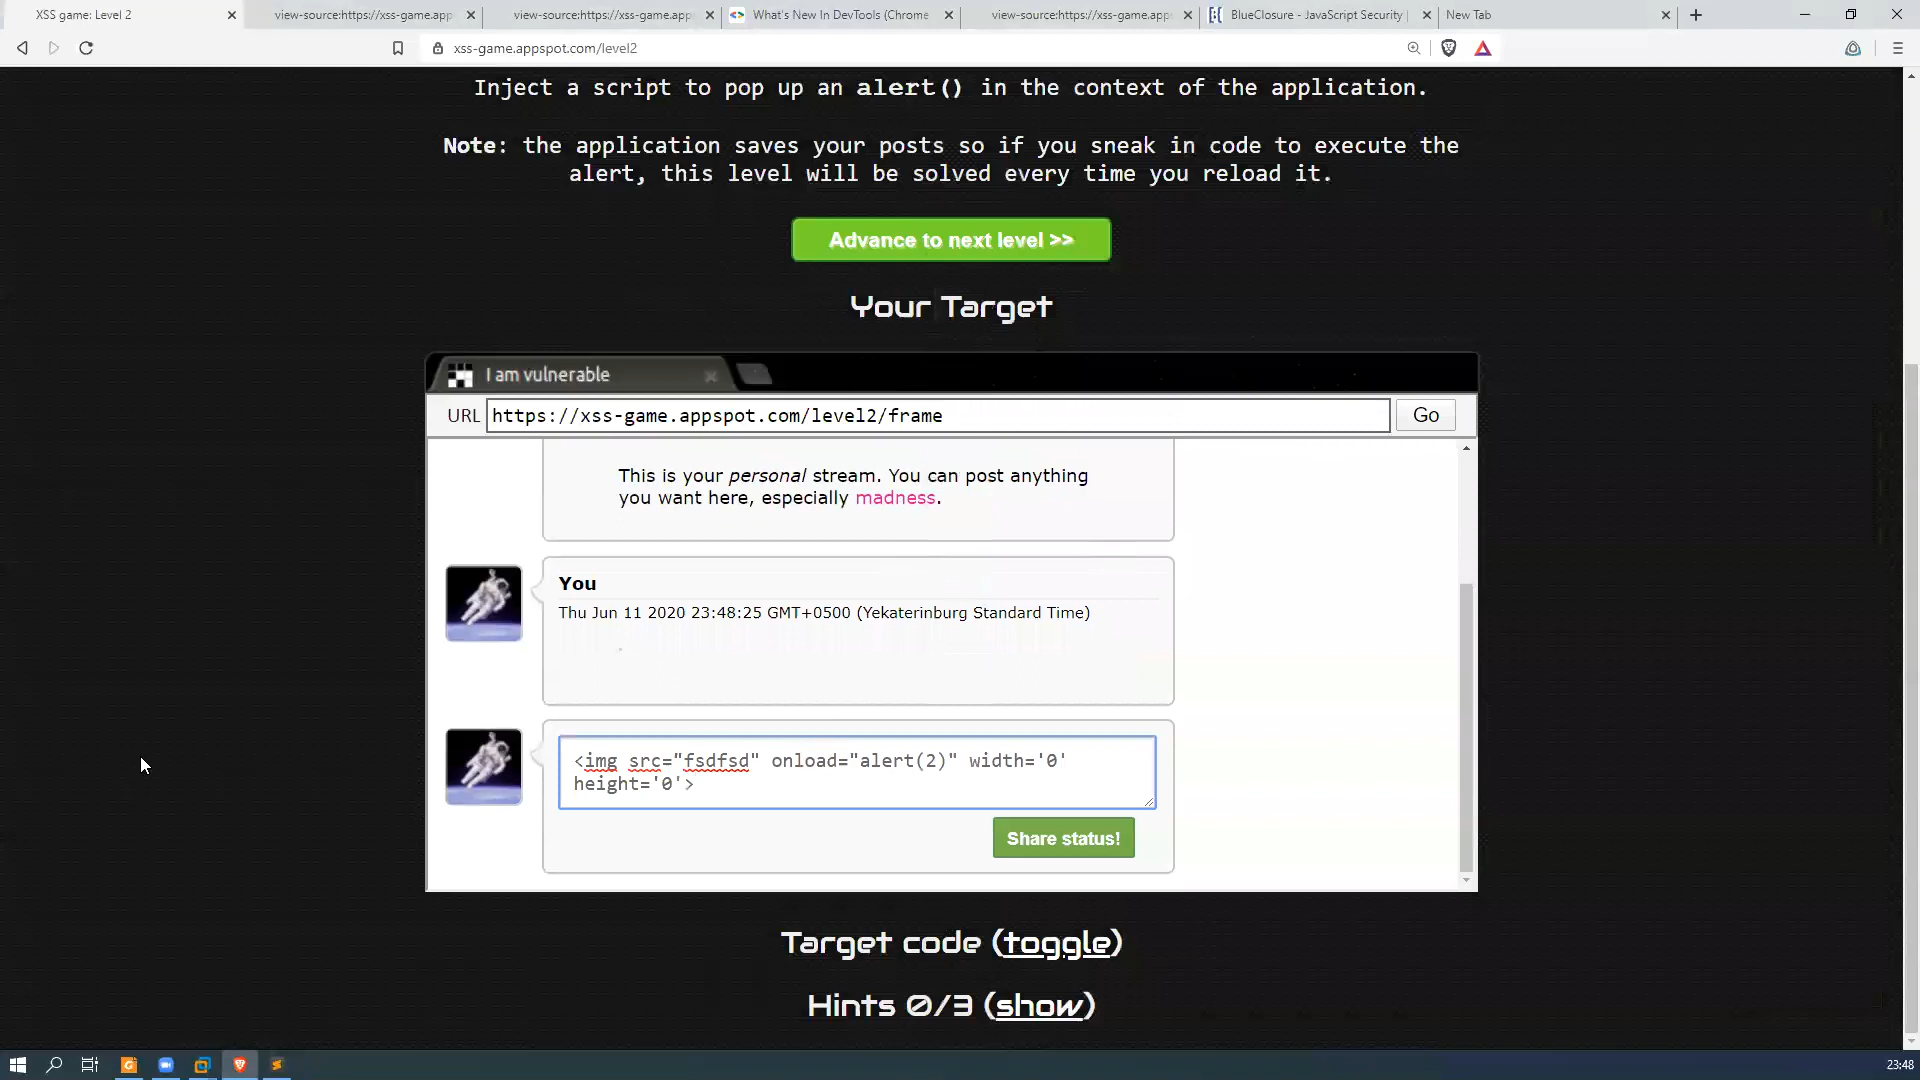 XSS game: Level 2
view-source:https://xss-game.app
view-source:https://xss-game.app
What's New In DevTools (Chrome
view-source:https://xss-game.app
BlueClosure - JavaScript Security |
New Tab
xss-game.appspot.com/level2
Inject a script to pop up an alert() in the context of the application.
Note: the application saves your posts so if you sneak in code to execute the
alert, this level will be solved every time you reload it.
Advance to next level >>
Your Target
I am vulnerable
URL https://xss-game.appspot.com/level2/frame Go
This is your personal stream. You can post anything
you want here, especially madness.
You
Thu Jun 11 2020 23:48:25 GMT+0500 (Yekaterinburg Standard Time)
<img src="fsdfsd" onload="alert(2)" width='0'
height='0'>
Share status!
Target code (toggle)
Hints 0/3 (show)
23:48